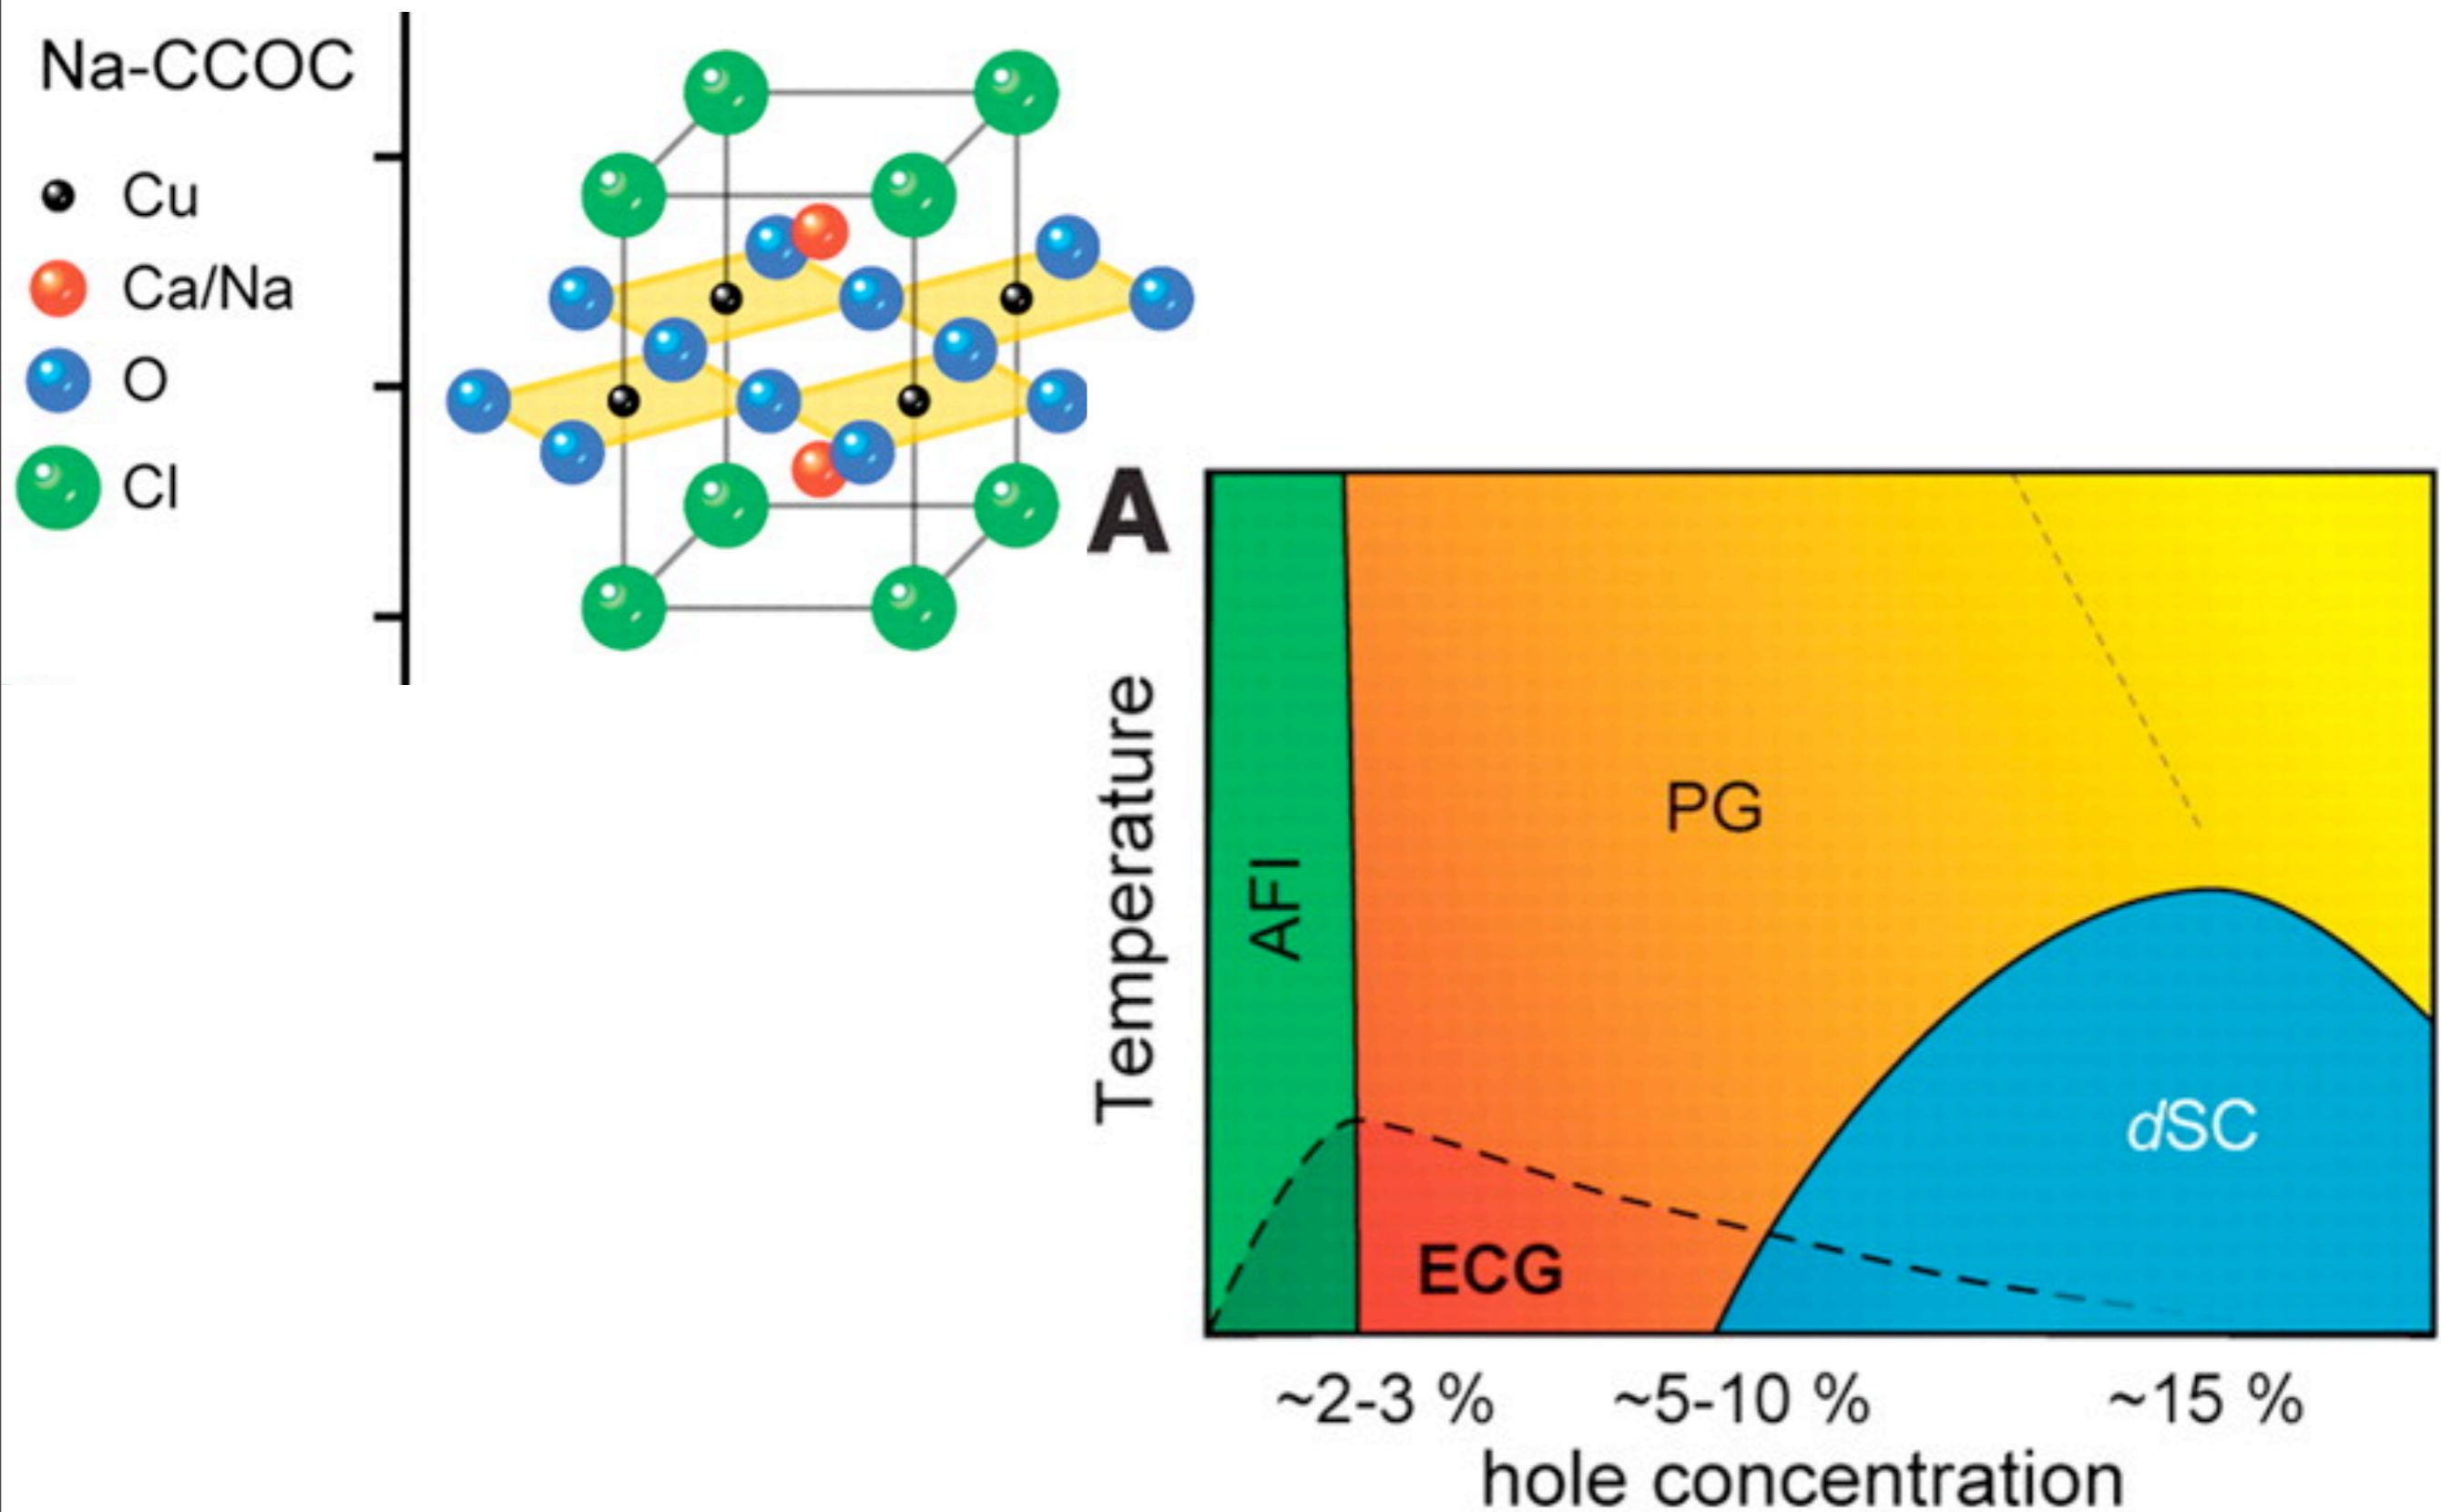 Na-CCOC
Cu
Ca/Na
O
Cl
A
Temperature
AFI
PG
ECG
dSC
~2-3 %
~5-10 %
~15 %
hole concentration